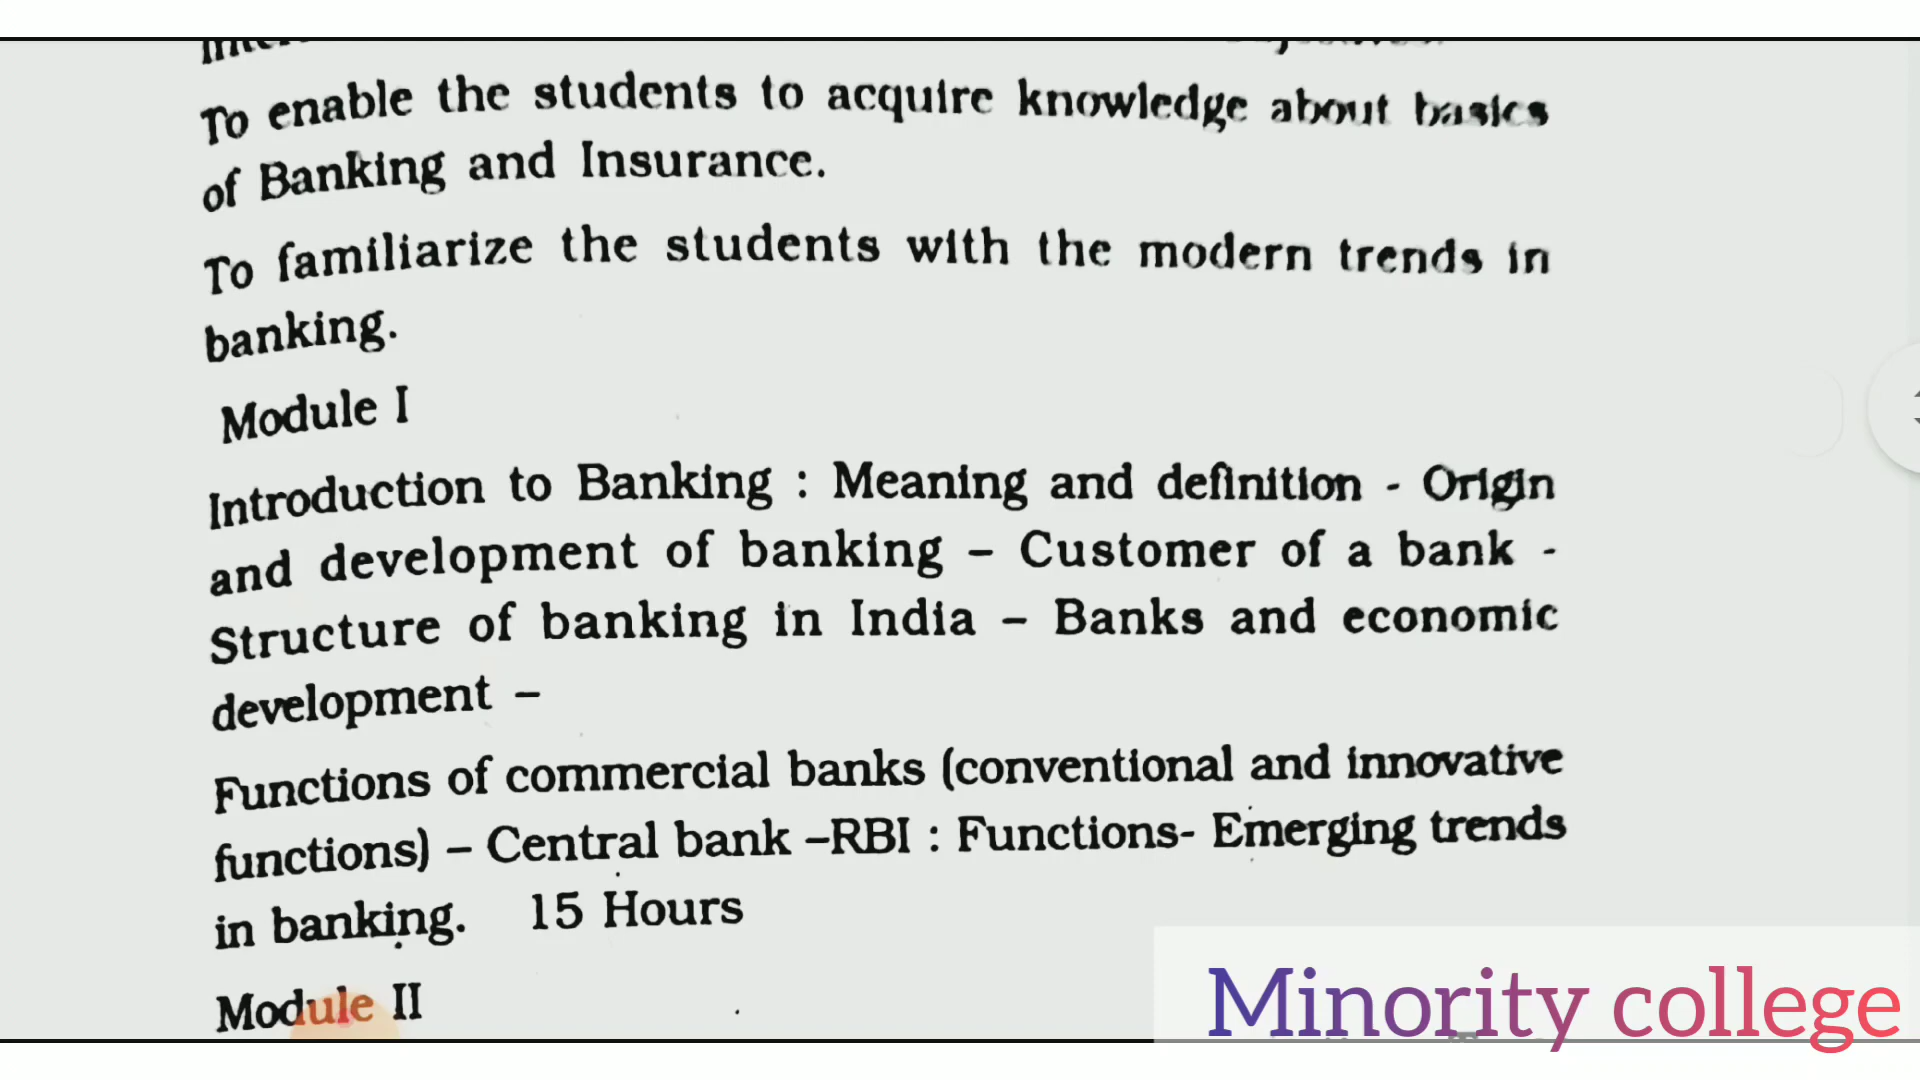 To enable the students to acquire knowledge about basics
of Banking and Insurance.
To familiarize the students with the modern trends in
banking.
Module I
Introduction to Banking : Meaning and definition - Origin
and development of banking – Customer of a bank -
Structure of banking in India – Banks and economic
development –
Functions of commercial banks (conventional and innovative
functions) – Central bank –RBI : Functions- Emerging trends
in banking. 15 Hours
Module II
Minority college